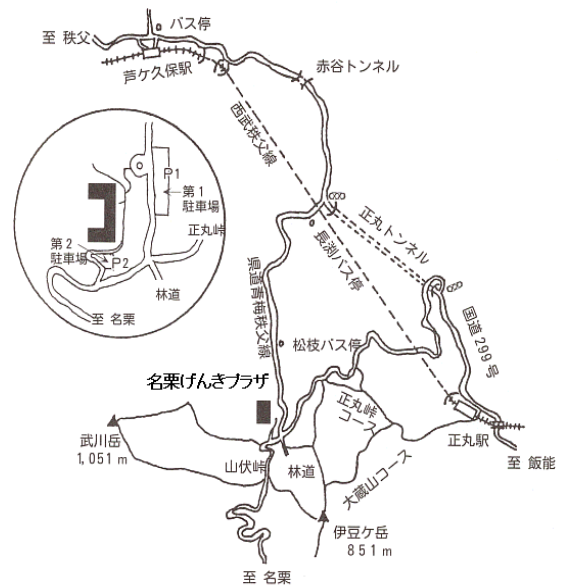 バス停
至 秩父
芦ケ久保駅
赤谷トンネル
西武秩父線
P1
第1
駐車場
正丸峠
第2
駐車場
P2
林道
至 名栗
正丸トンネル
長渕バス停
県道青梅秩父線
国道299号
松枝バス停
名栗げんきプラザ
正丸峠
コース
武川岳
1,051m
山伏峠
林道
大蔵山コース
正丸駅
至 飯能
伊豆ケ岳
851m
至 名栗